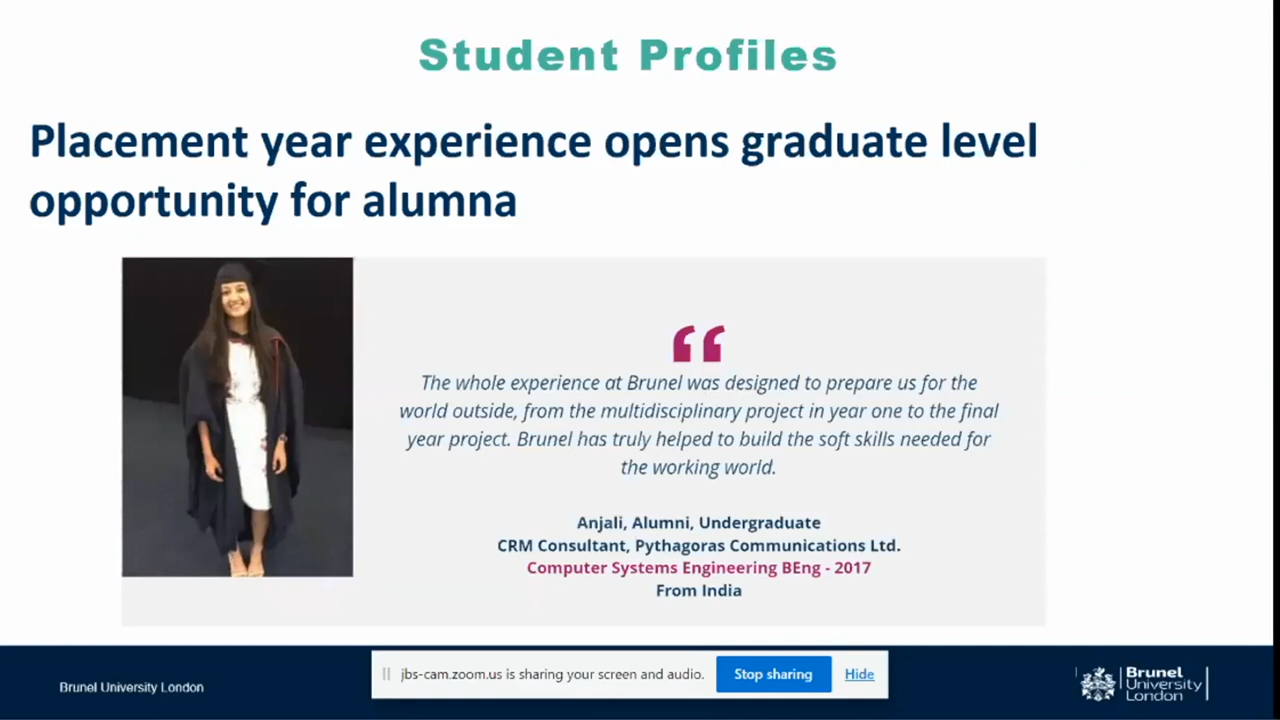 Student Profiles
Placement year experience opens graduate level
opportunity for alumna
“
The whole experience at Brunel was designed to prepare us for the
world outside, from the multidisciplinary project in year one to the final
year project. Brunel has truly helped to build the soft skills needed for
the working world.
Anjali, Alumni, Undergraduate
CRM Consultant, Pythagoras Communications Ltd.
Computer Systems Engineering BEng - 2017
From India
jbs-cam.zoom.us is sharing your screen and audio. Stop sharing Hide
Brunel University London
Brunel
University
London